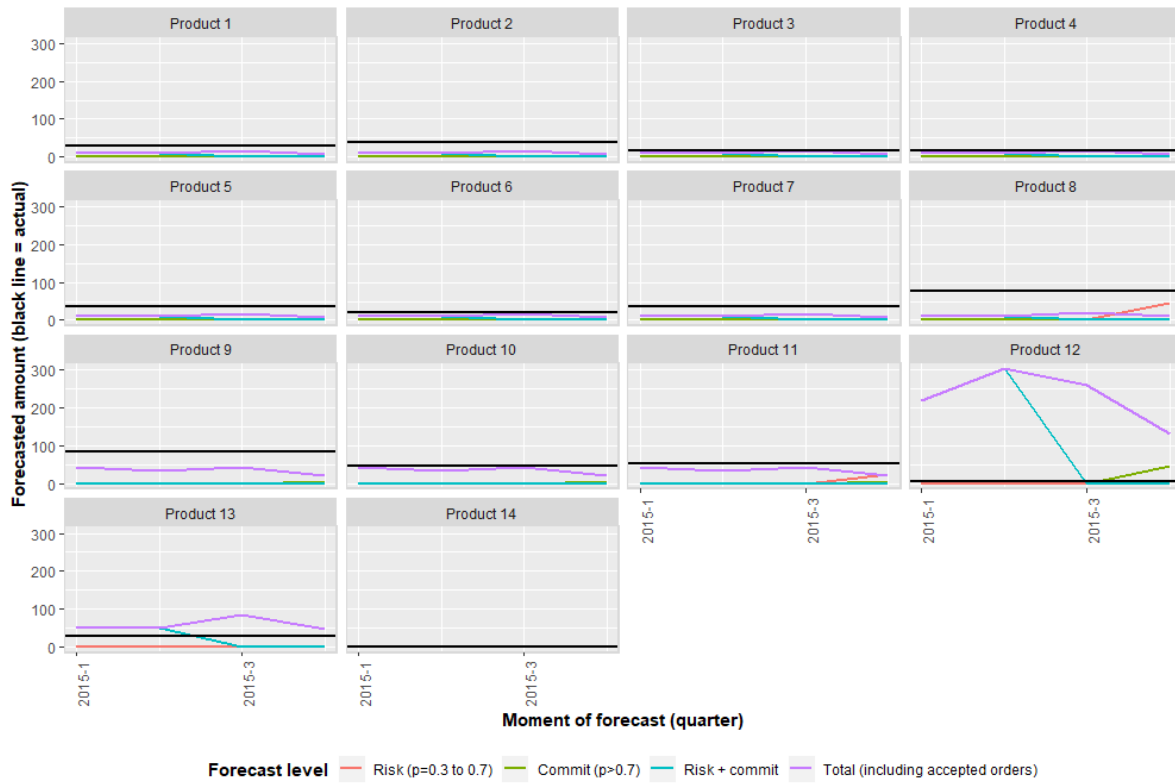 Product 1
Product 2
Product 3
Product 4
300
200
100
0
Product 5
Product 6
Product 7
Product 8
300
200
100
0
Product 9
Product 10
Product 11
Product 12
300
200
100
0
2015-1
2015-3
2015-1
2015-3
Product 13
Product 14
300
200
100
0
2015-1
2015-3
2015-1
2015-3
Forecasted amount (black line = actual)
Moment of forecast (quarter)
Forecast level Risk (p=0.3 to 0.7) Commit (p>0.7) Risk + commit Total (including accepted orders)